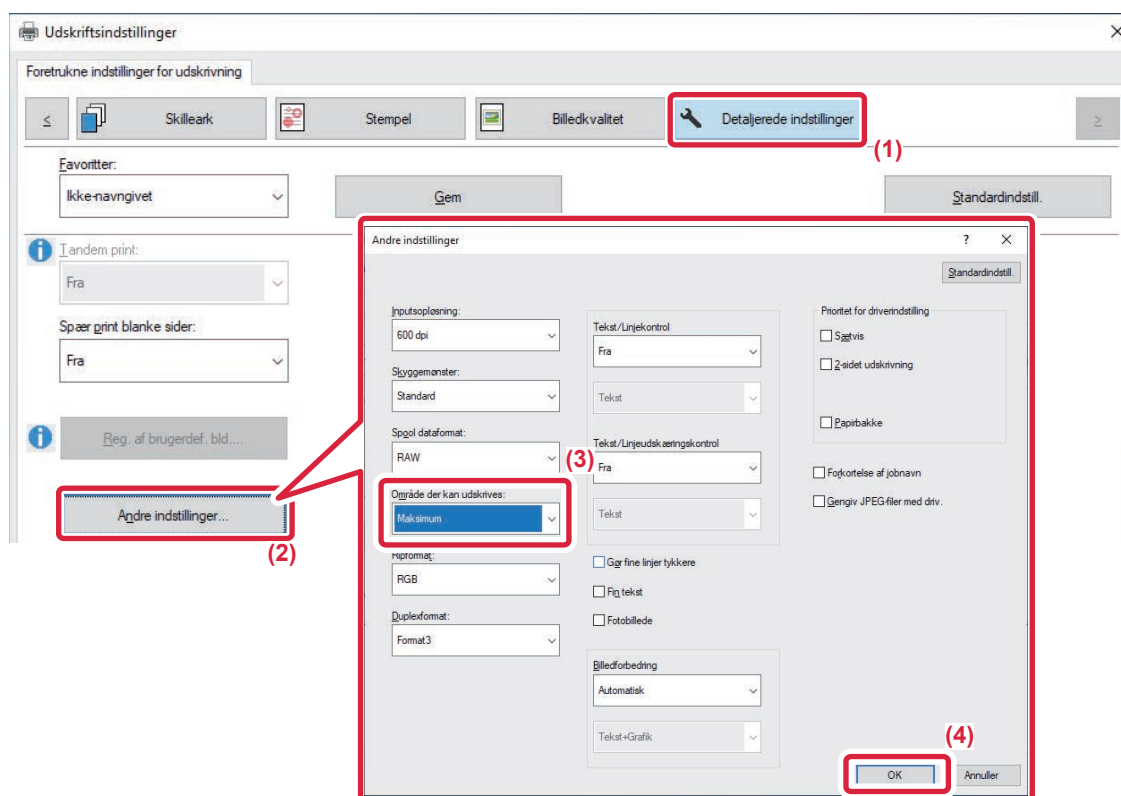 Udskriftsindstillinger
Foretrukne indstillinger for udskrivning
<
Skilleark
Stempel
Billedkvalitet
Detaljerede indstillinger
>
(1)
Favoritter:
Ikke-navngivet
Gem
Standardindstill.
Tandem print:
Fra
Spær print blanke sider:
Fra
Reg. af brugerdef. bld....
Andre indstillinger...
(2)
Andre indstillinger
?
Standardindstill.
Inputsopløsning:
600 dpi
Skyggemønster:
Standard
Spool dataformat:
RAW
(3)
Område der kan udskrives:
Maksimum
Ripformat:
RGB
Duplexformat:
Format3
Tekst/Linjekontrol
Fra
Tekst
Tekst/Linjeudskæringskontrol
Fra
Tekst
Gør fine linjer tykkere
Fin tekst
Fotobillede
Billedforbedring
Automatisk
Tekst+Grafik
Prioritet for driverindstilling
Sætvis
2-sidet udskrivning
Papirbakke
Forkortelse af jobnavn
Gengiv JPEG-filer med driv.
(4)
OK
Annuller